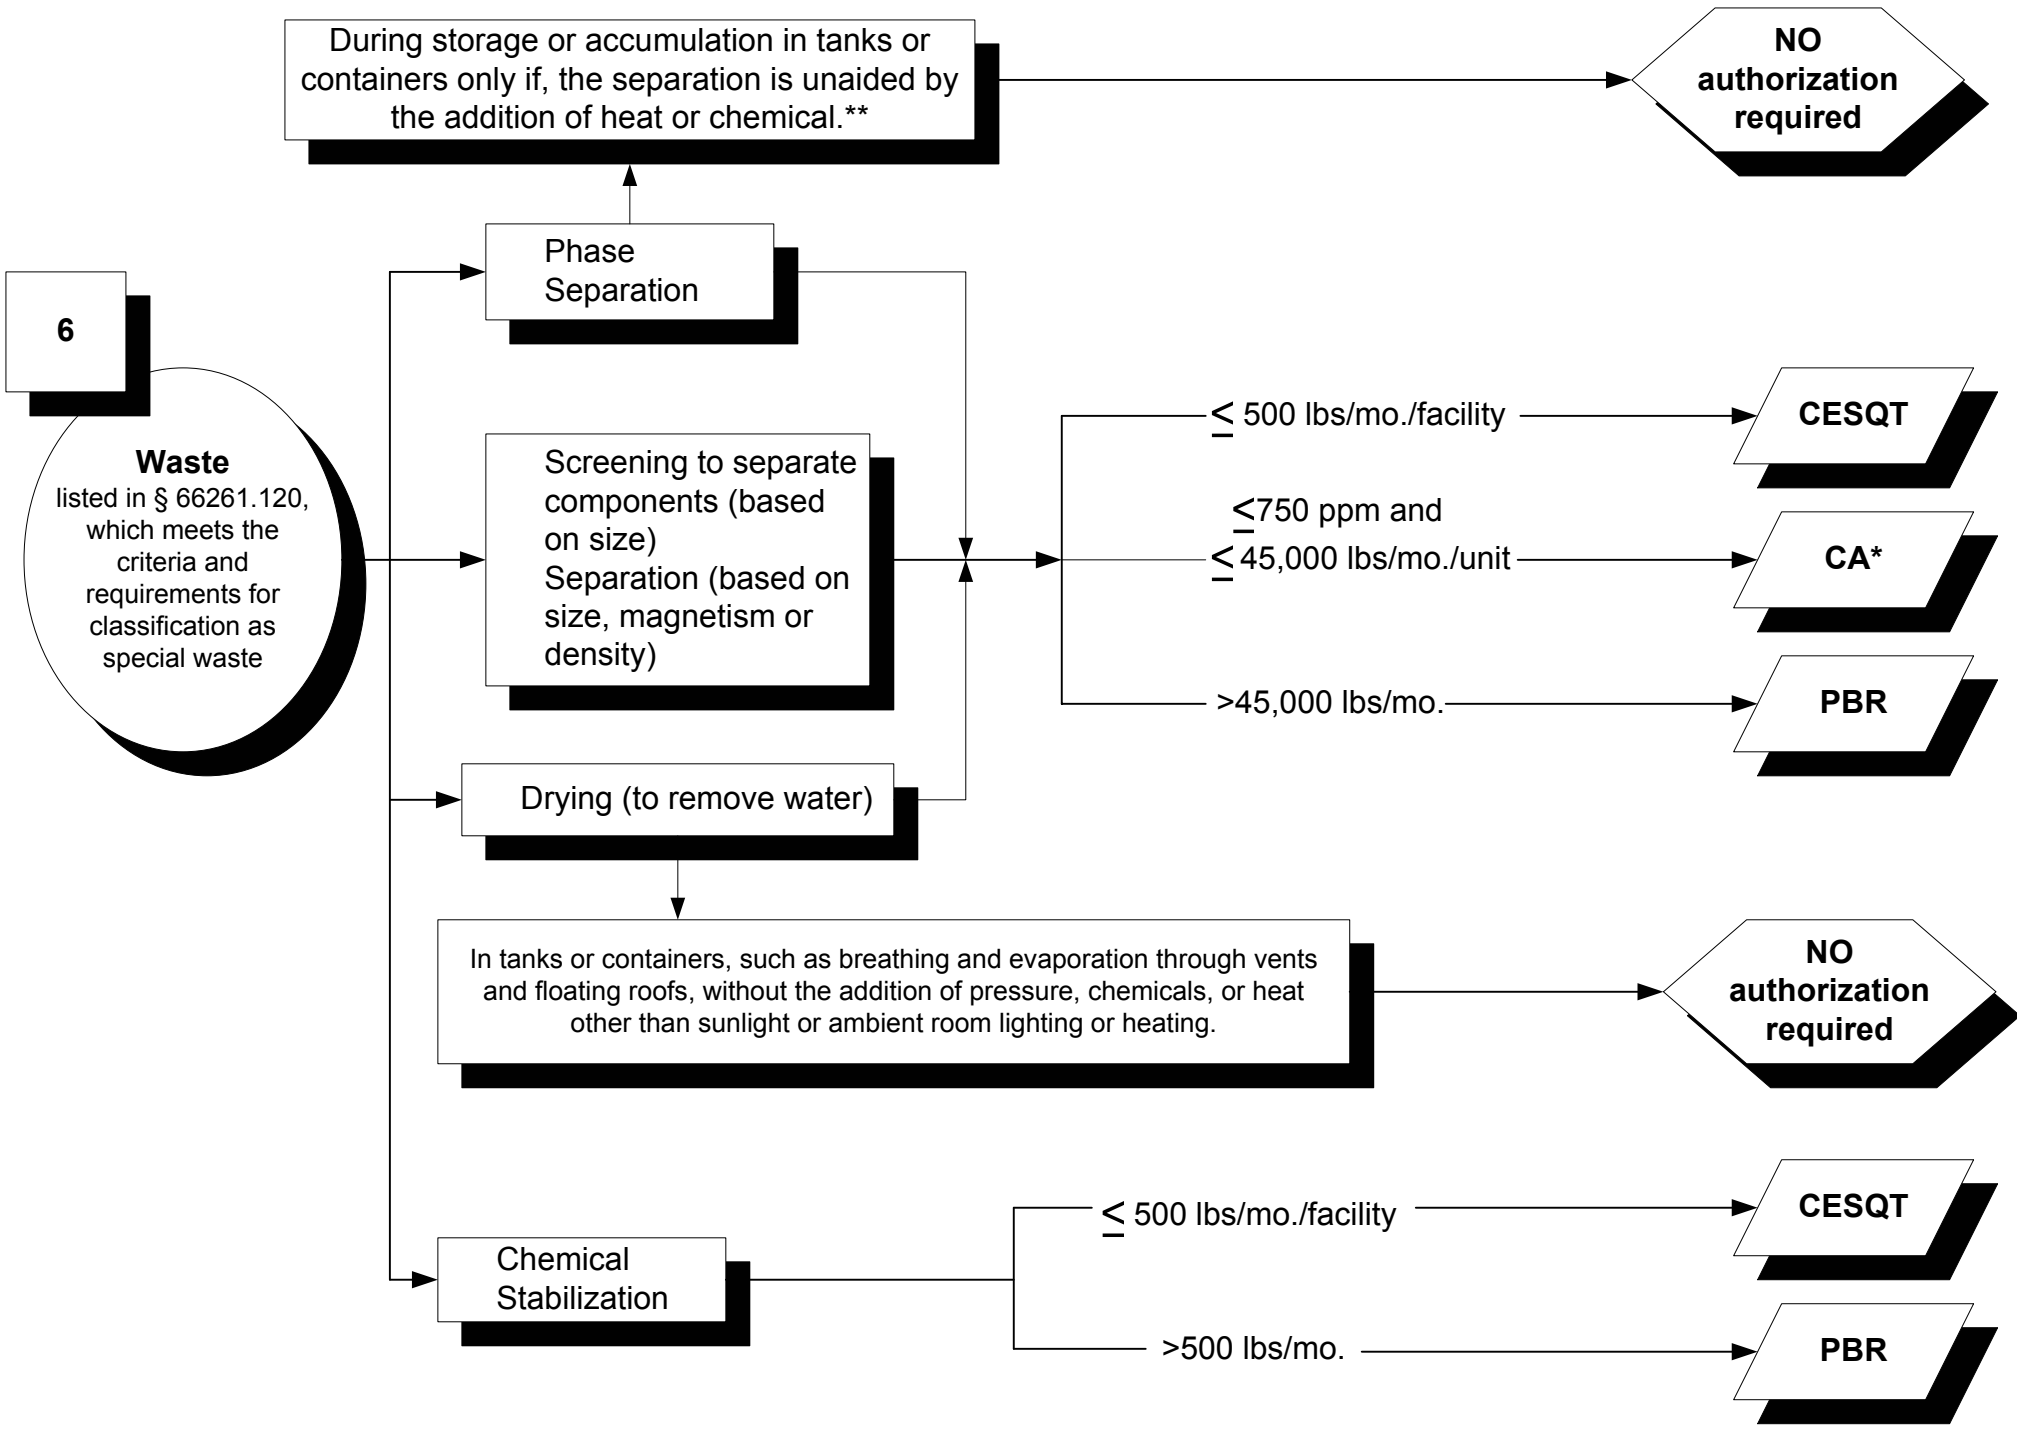 During storage or accumulation in tanks or
containers only if, the separation is unaided by
the addition of heat or chemical.**
NO
authorization
required
Phase
Separation
6
Waste
listed in § 66261.120,
which meets the
criteria and
requirements for
classification as
special waste
Screening to separate
components (based
on size)
Separation (based on
size, magnetism or
density)
≤ 500 lbs/mo./facility
CESQT
≤750 ppm and
≤ 45,000 lbs/mo./unit
CA*
>45,000 lbs/mo.
PBR
Drying (to remove water)
In tanks or containers, such as breathing and evaporation through vents
and floating roofs, without the addition of pressure, chemicals, or heat
other than sunlight or ambient room lighting or heating.
NO
authorization
required
Chemical
Stabilization
≤ 500 lbs/mo./facility
CESQT
>500 lbs/mo.
PBR